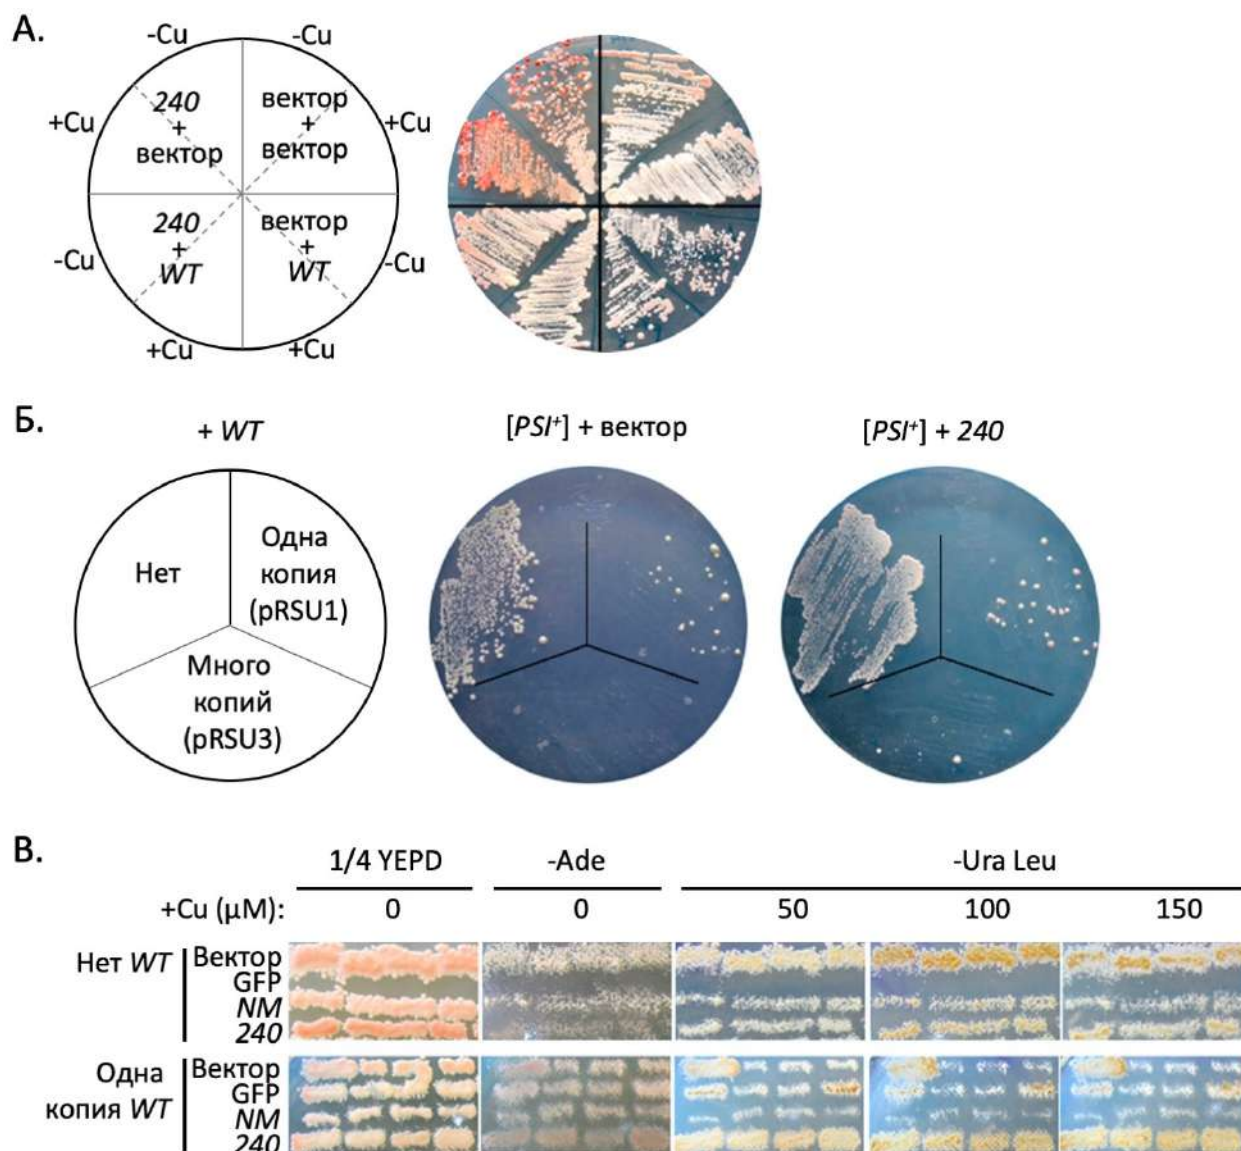 А.
-Cu
-Cu
+Cu
240
+
вектор
вектор
+
вектор
+Cu
-Cu
240
+
WT
вектор
+
WT
-Cu
+Cu
+Cu
Б.
+ WT
[PSI⁺] + вектор
[PSI⁺] + 240
Нет
Одна
копия
(pRSU1)
Много
копий
(pRSU3)
В.
1/4 YEPD
-Ade
-Ura Leu
+Cu (μM):
0
0
50
100
150
Нет WT
Вектор
GFP
NM
240
Одна
копия WT
Вектор
GFP
NM
240